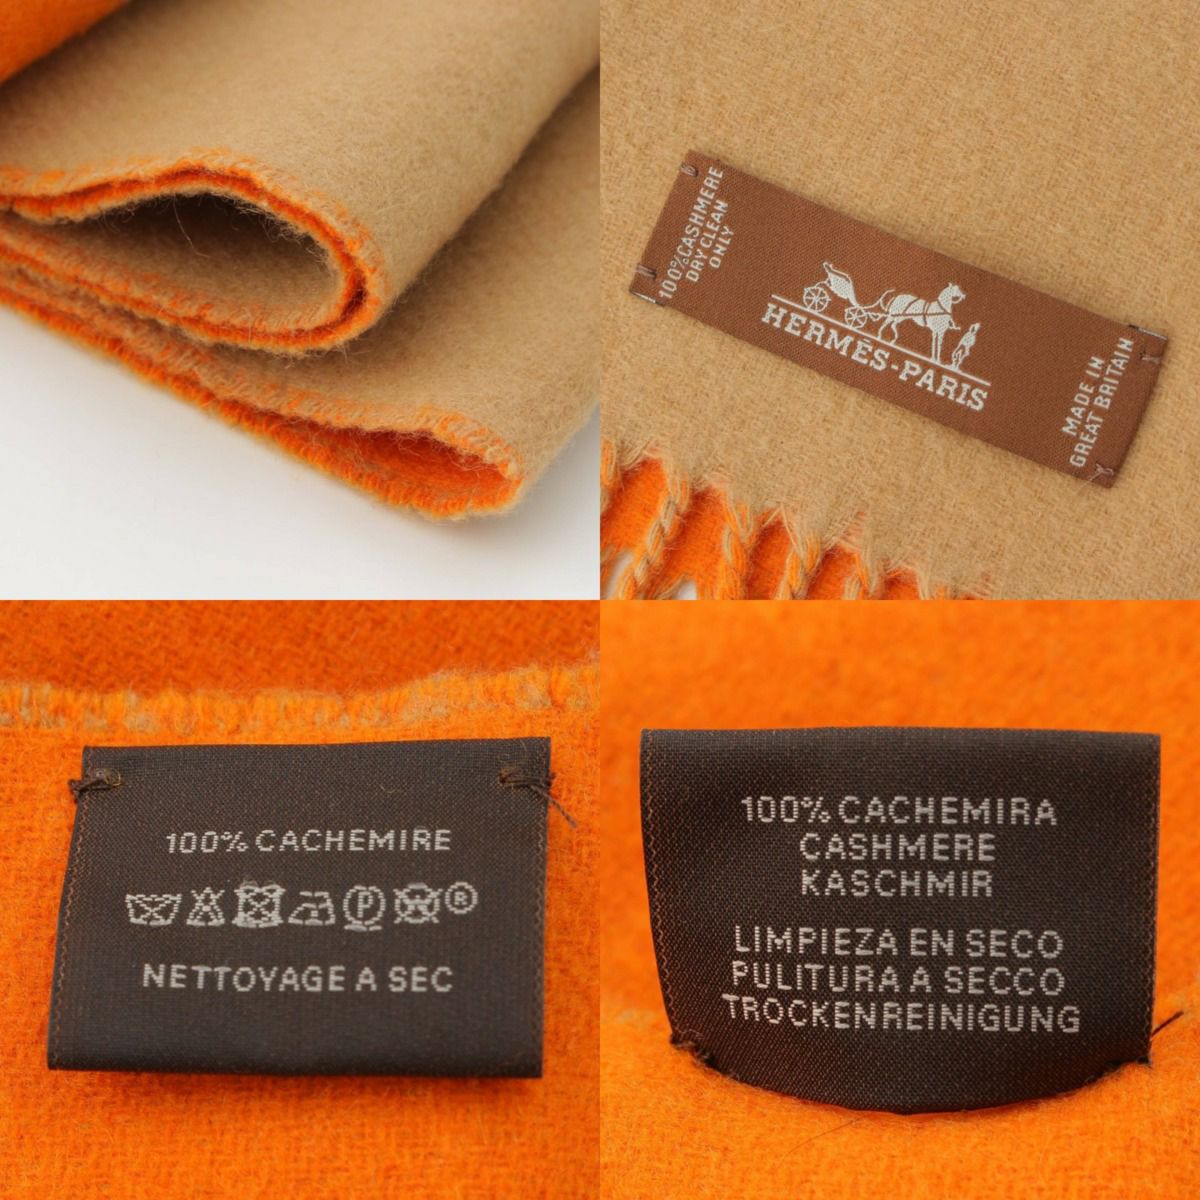 100% CASHMERE
DRY CLEAN
ONLY
HERMÈS-PARIS
MADE IN
GREAT BRITAIN
100% CACHEMIRE
P
W
®
NETTOYAGE A SEC
100% CACHEMIRA
CASHMERE
KASCHMIR
LIMPIEZA EN SECO
PULITURA A SECCO
TROCKENREINIGUNG